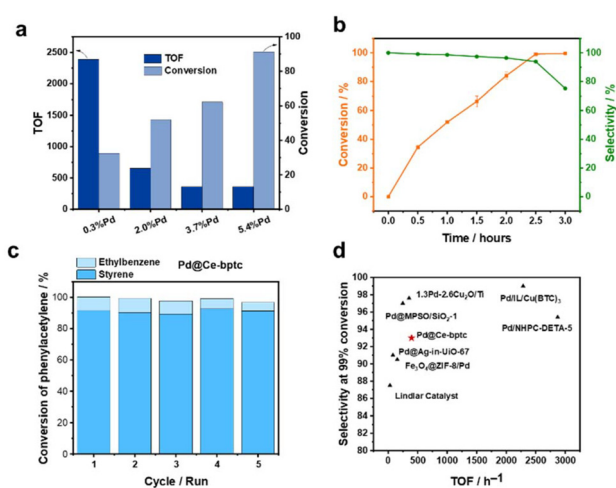 a
TOF
Conversion
2500
2000
1500
1000
500
0
TOF
100
80
60
40
20
0
Conversion
0.3%Pd
2.0%Pd
3.7%Pd
5.4%Pd
b
Conversion / %
100
80
60
40
20
0
100
80
60
40
20
0
Selectivity / %
0.0 0.5 1.0 1.5 2.0 2.5 3.0
Time / hours
c
Ethylbenzene
Styrene
Pd@Ce-bptc
Conversion of phenylacetylene / %
100
80
60
40
20
0
1 2 3 4 5
Cycle / Run
d
Selectivity at 99% conversion
100
98
96
94
92
90
88
86
84
82
80
1.3Pd-2.6Cu2O/Ti
Pd@MPSO/SiO2-1
Pd/IL/Cu(BTC)3
Pd/NHPC-DETA-5
Pd@Ce-bptc
Pd@Ag-in-UiO-67
Fe3O4@ZIF-8/Pd
Lindlar Catalyst
0 500 1000 1500 2000 2500 3000
TOF / h−1